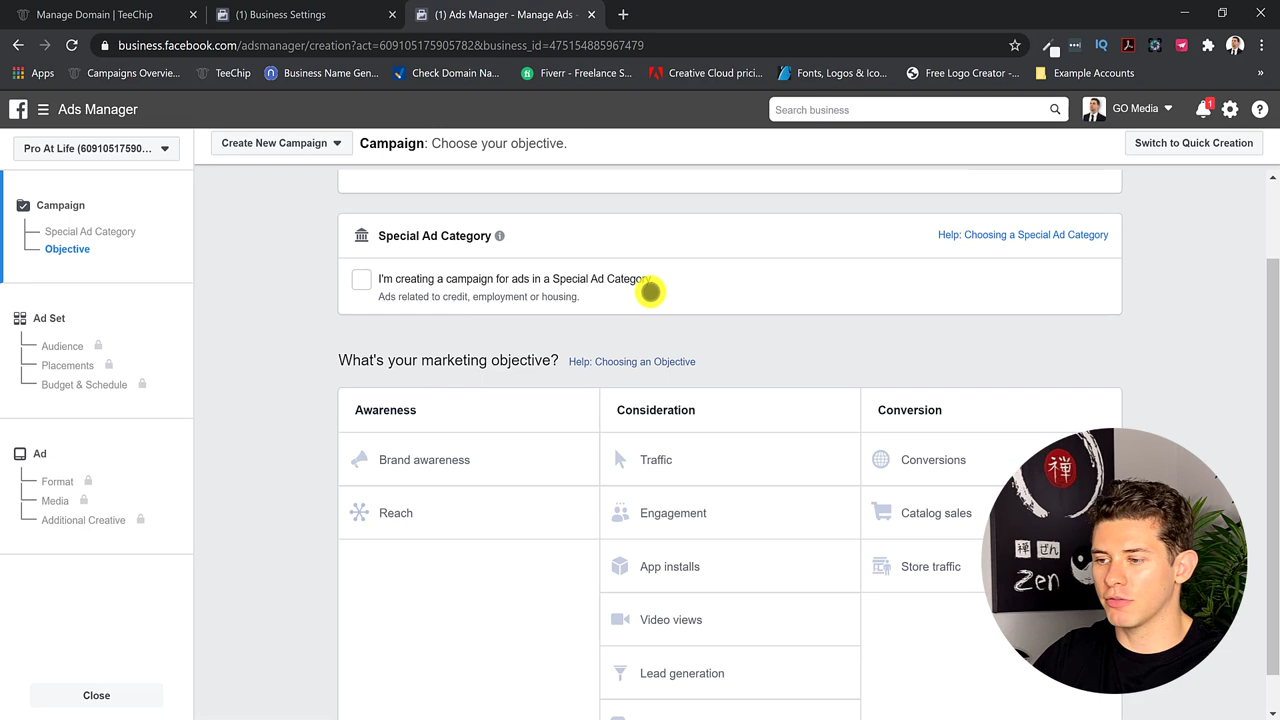 Manage Domain | TeeChip
(1) Business Settings
(1) Ads Manager - Manage Ads -
business.facebook.com/adsmanager/creation?act=609105175905782&business_id=475154885967479
Apps
Campaigns Overvie...
TeeChip
Business Name Gen...
Check Domain Na...
Fiverr - Freelance S...
Creative Cloud prici...
Fonts, Logos & Ico...
Free Logo Creator -...
Example Accounts
»
Ads Manager
Search business
GO Media
1
Pro At Life (60910517590...
Create New Campaign
Campaign: Choose your objective.
Switch to Quick Creation
Campaign
Special Ad Category
Objective
Ad Set
Audience
Placements
Budget & Schedule
Ad
Format
Media
Additional Creative
Close
Special Ad Category
Help: Choosing a Special Ad Category
I'm creating a campaign for ads in a Special Ad Category.
Ads related to credit, employment or housing.
What's your marketing objective? Help: Choosing an Objective
Awareness
Consideration
Conversion
Brand awareness
Traffic
Conversions
Reach
Engagement
Catalog sales
App installs
Store traffic
Video views
Lead generation
禅
禅 ぜん
Zen